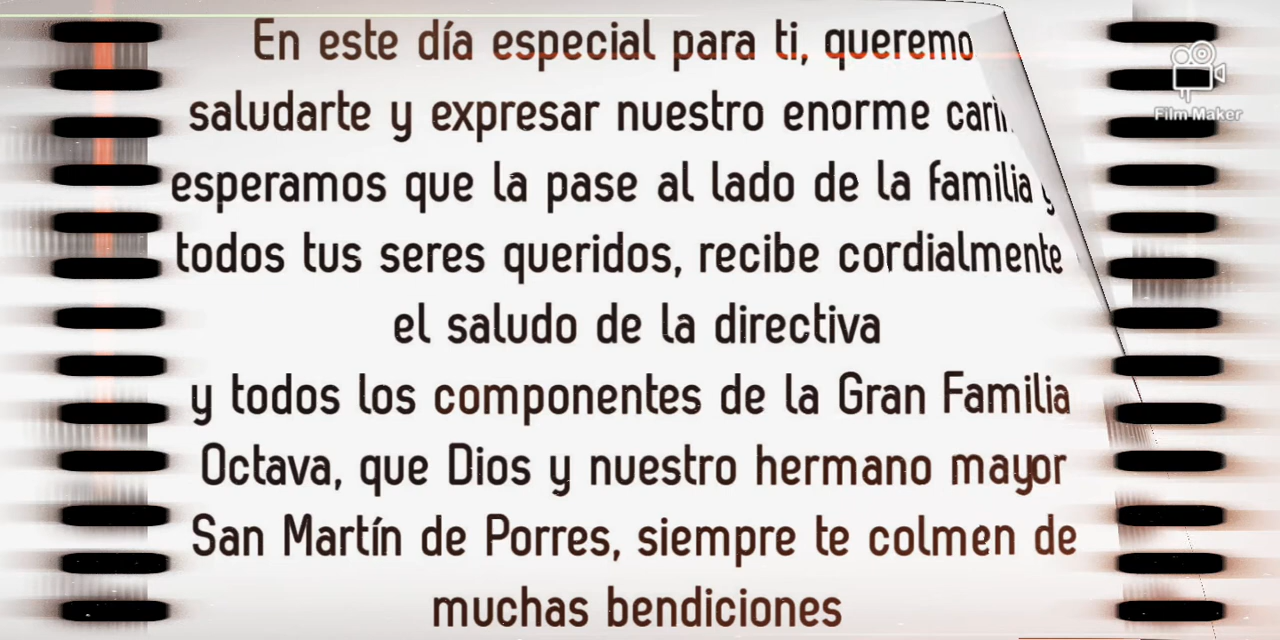 En este día especial para ti, queremo
saludarte y expresar nuestro enorme
esperamos que la pase al lado de la familia y
todos tus seres queridos, recibe cordialmente
el saludo de la directiva
y todos los componentes de la Gran Familia
Octava, que Dios y nuestro hermano mayor
San Martín de Porres, siempre te colmen de
muchas bendiciones
Film Maker